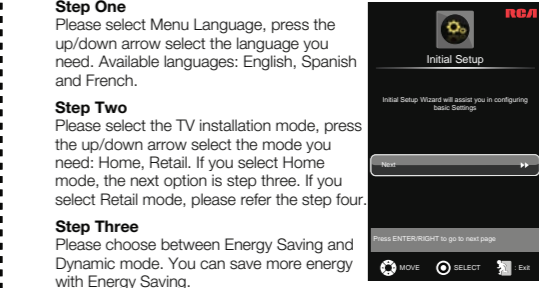 Step One
Please select Menu Language, press the
up/down arrow select the language you
need. Available languages: English, Spanish
and French.
Step Two
Please select the TV installation mode, press
the up/down arrow select the mode you
need: Home, Retail. If you select Home
mode, the next option is step three. If you
select Retail mode, please refer the step four.
Step Three
Please choose between Energy Saving and
Dynamic mode. You can save more energy
with Energy Saving.
RCA
Initial Setup
Initial Setup Wizard will assist you in configuring
basic Settings
Next
Press ENTER/RIGHT to go to next page
MOVE SELECT : Exit